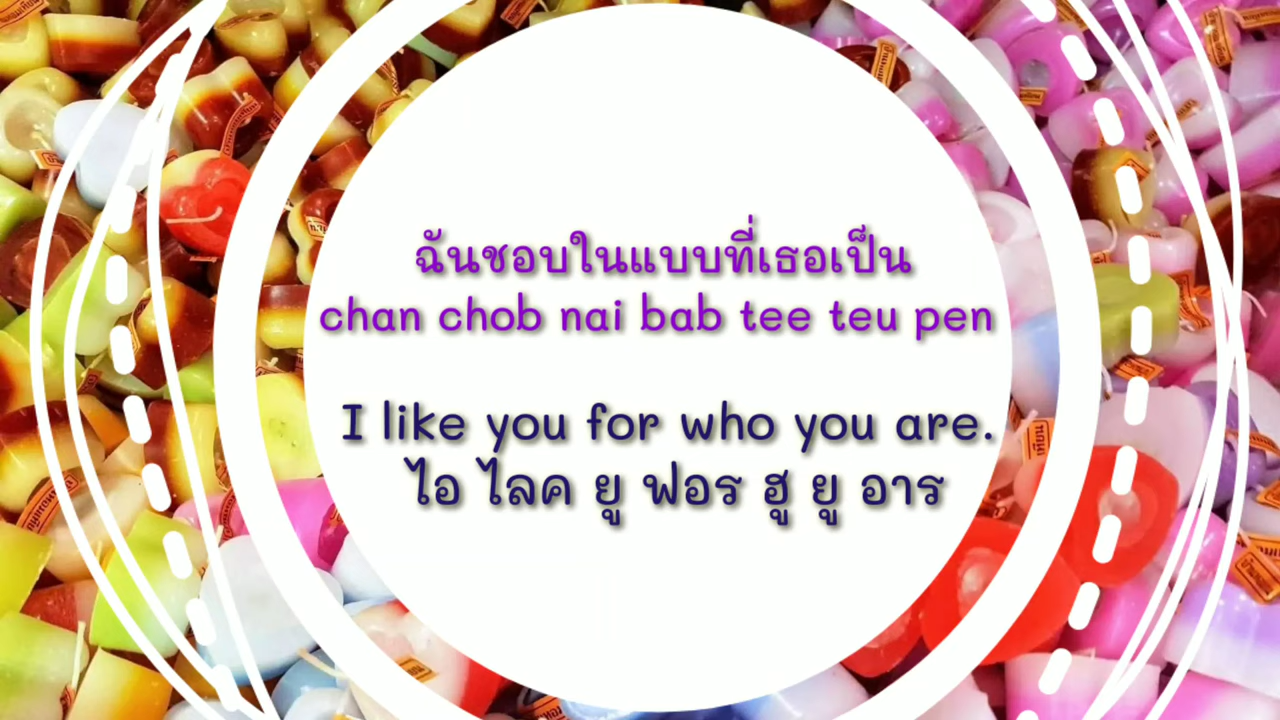 ฉันชอบในแบบที่เธอเป็น
chan chob nai bab tee teu pen
I like you for who you are.
ไอ ไลค ยู ฟอร ฮู ยู อาร